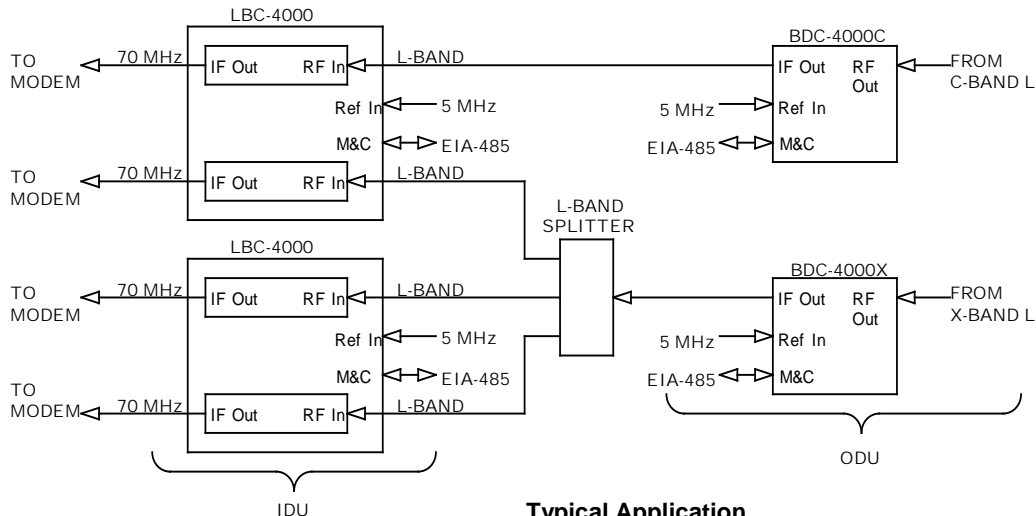 LBC-4000
TO MODEM
70 MHz
IF Out
RF In
L-BAND
Ref In
5 MHz
M&C
EIA-485
TO MODEM
70 MHz
IF Out
RF In
L-BAND
BDC-4000C
IF Out
RF Out
FROM
C-BAND L
5 MHz
Ref In
EIA-485
M&C
L-BAND
SPLITTER
LBC-4000
TO MODEM
70 MHz
IF Out
RF In
L-BAND
Ref In
5 MHz
M&C
EIA-485
TO MODEM
70 MHz
IF Out
RF In
L-BAND
BDC-4000X
IF Out
RF Out
FROM
X-BAND L
5 MHz
Ref In
EIA-485
M&C
IDU
ODU
Typical Application